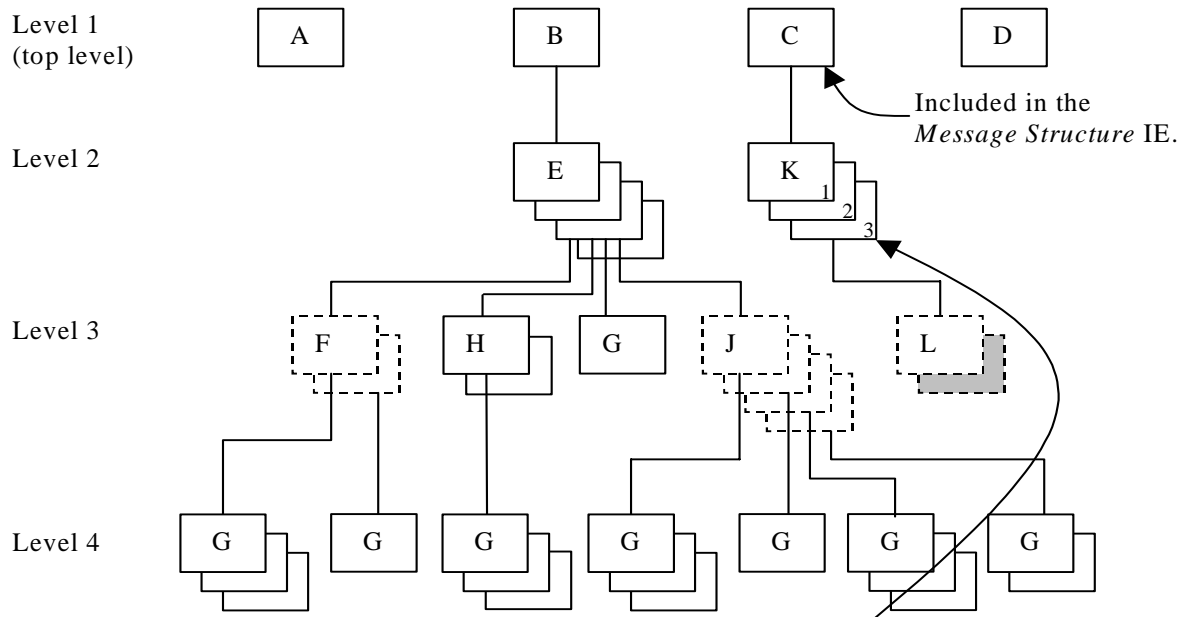 Level 1
(top level)
A
B
C
D
Included in the
Message Structure IE.
Level 2
E
K
1
2
3
Level 3
F
H
G
J
L
Level 4
G
G
G
G
G
G
G